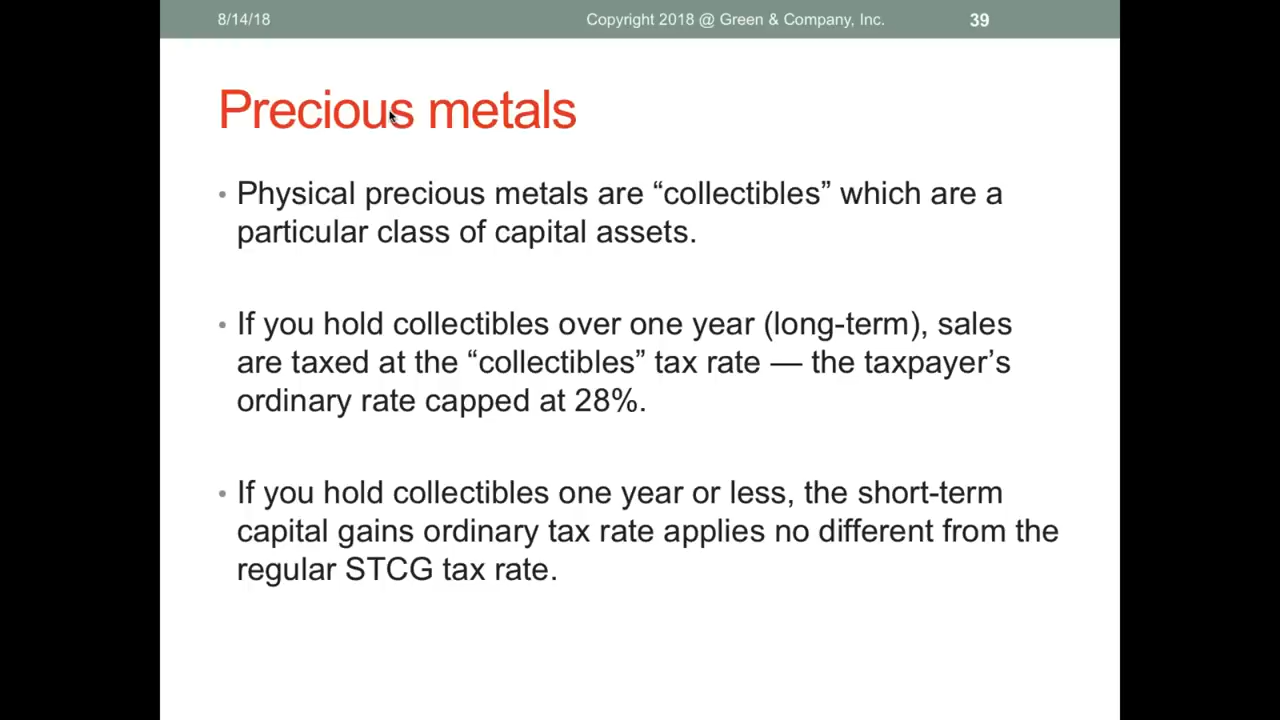 8/14/18 Copyright 2018 @ Green & Company, Inc. 39
Precious metals
• Physical precious metals are “collectibles” which are a
particular class of capital assets.
• If you hold collectibles over one year (long-term), sales
are taxed at the “collectibles” tax rate — the taxpayer’s
ordinary rate capped at 28%.
• If you hold collectibles one year or less, the short-term
capital gains ordinary tax rate applies no different from the
regular STCG tax rate.